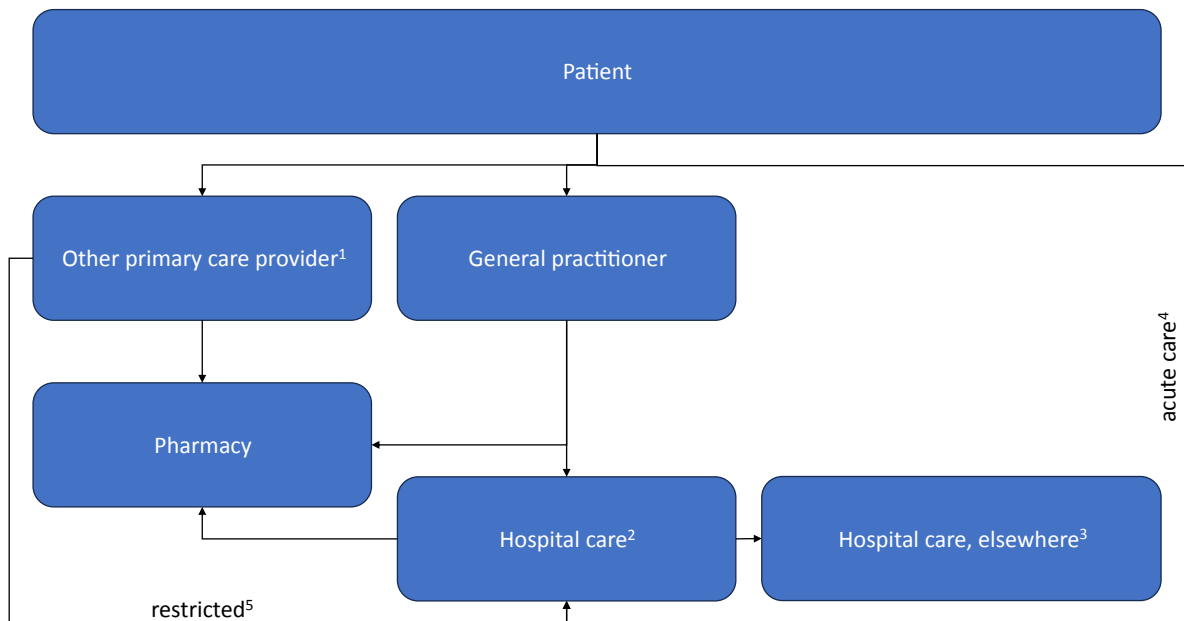 Patient
Other primary care provider¹
General practitioner
acute care⁴
Pharmacy
Hospital care²
Hospital care, elsewhere³
restricted⁵